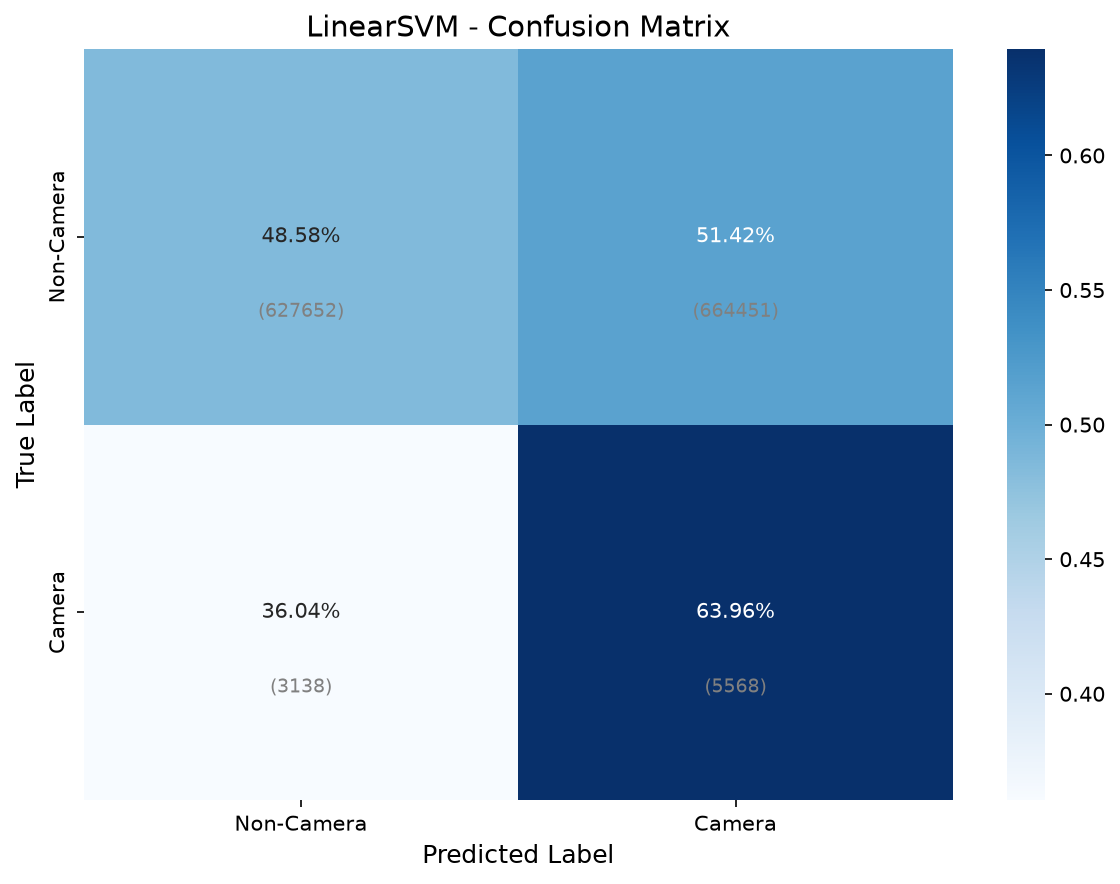 LinearSVM - Confusion Matrix
True Label
Non-Camera
Camera
48.58%
(627652)
51.42%
(664451)
36.04%
(3138)
63.96%
(5568)
Non-Camera
Camera
Predicted Label
0.60
0.55
0.50
0.45
0.40